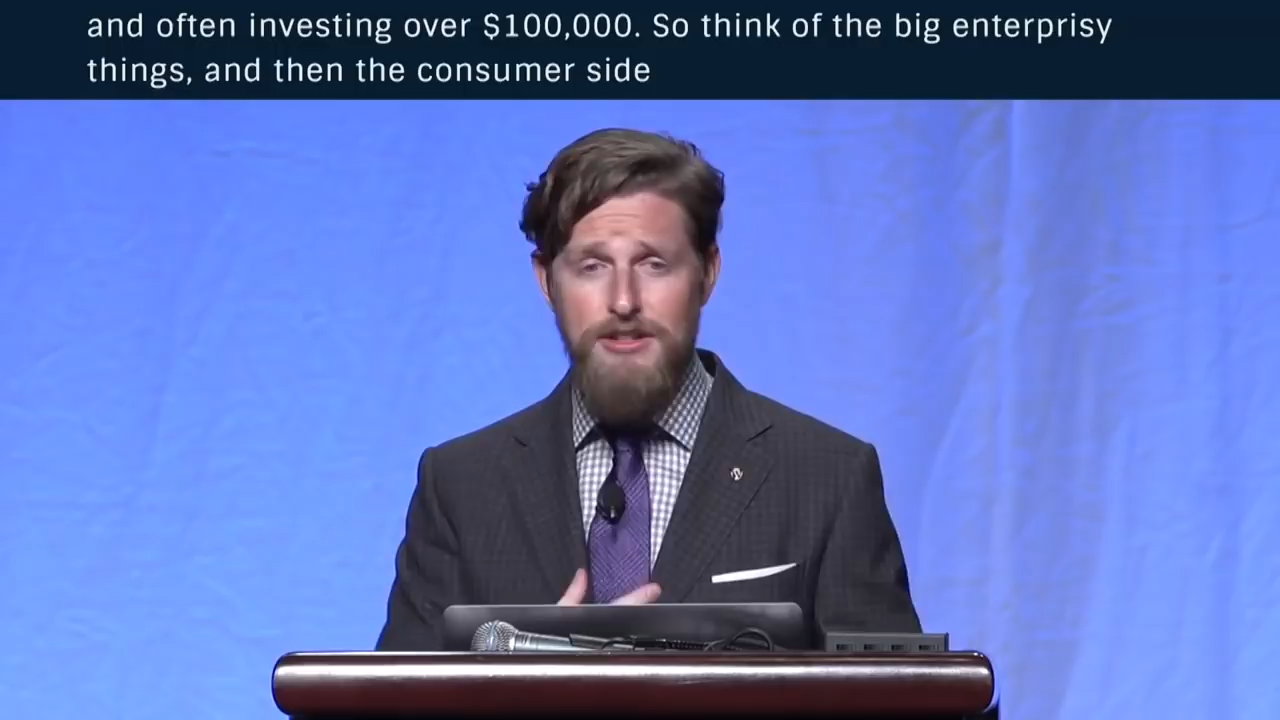 and often investing over $100,000. So think of the big enterprisy
things, and then the consumer side